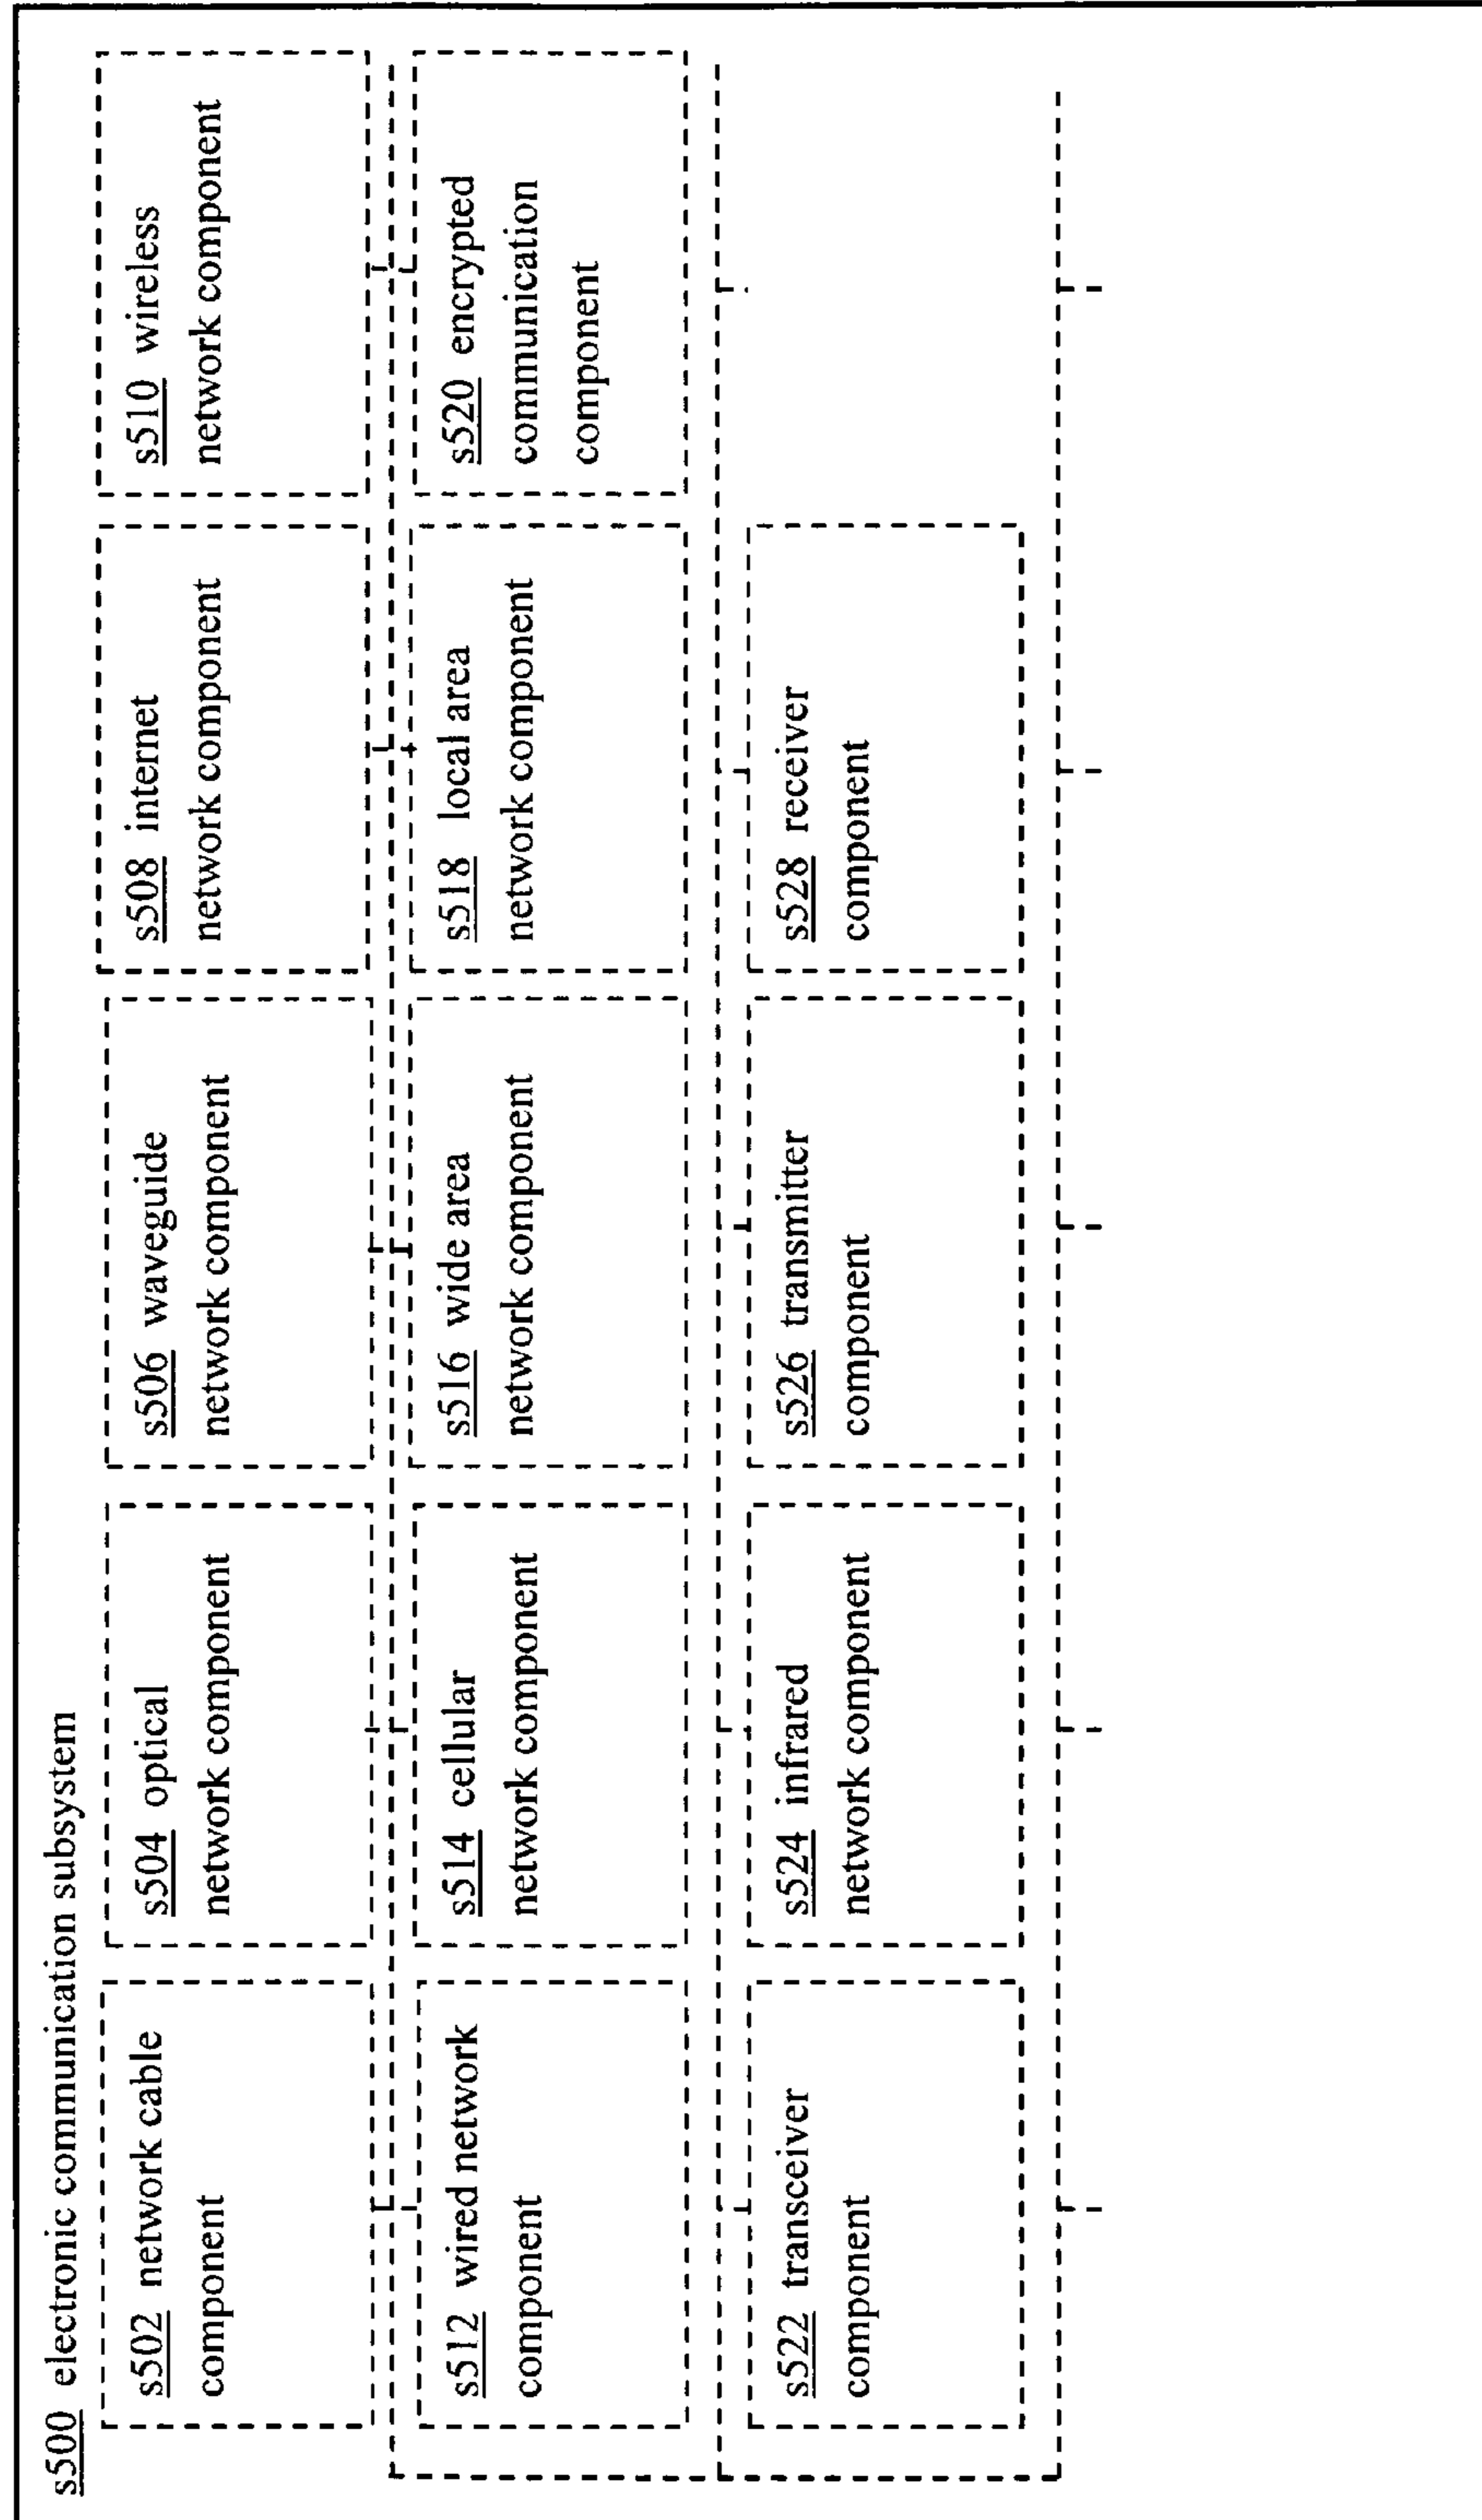 s500 electronic communication subsystem
s502 network cable
component
s504 optical
network component
s506 waveguide
network component
s508 internet
network component
s510 wireless
network component
s512 wired network
component
s514 cellular
network component
s516 wide area
network component
s518 local area
network component
s520 encrypted
communication
component
s522 transceiver
component
s524 infrared
network component
s526 transmitter
component
s528 receiver
component